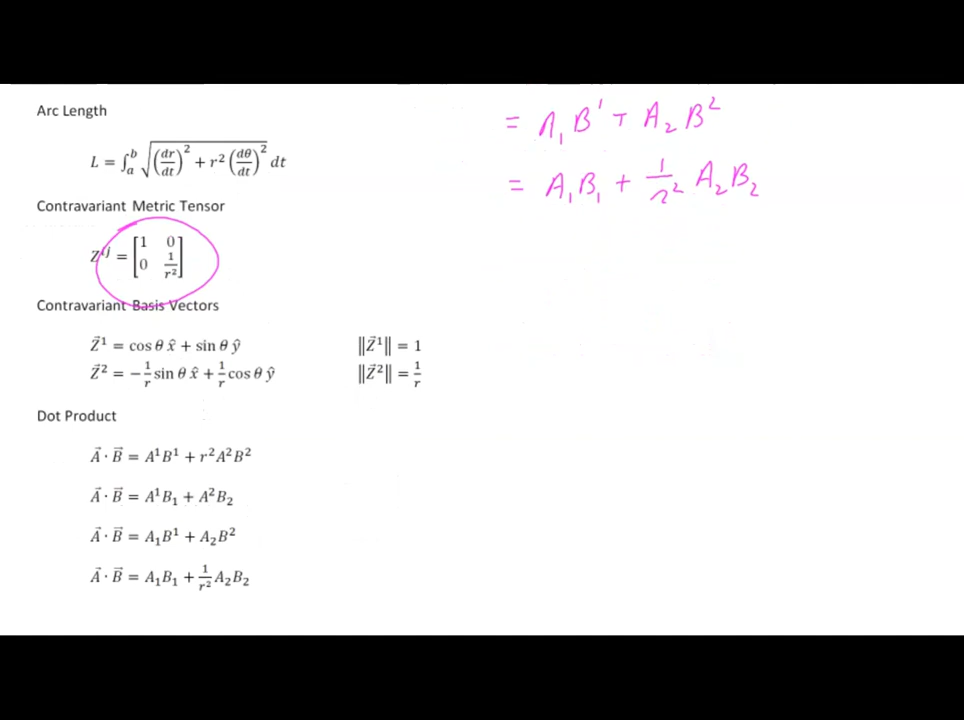 Arc Length
L = ∫ₐᵇ √((dr/dt)² + r² (dθ/dt)²) dt
Contravariant Metric Tensor
Zⁱʲ = [1 0; 0 1/r²]
Contravariant Basis Vectors
Z⃗¹ = cos θ x̂ + sin θ ŷ ‖Z⃗¹‖ = 1
Z⃗² = −1/r sin θ x̂ + 1/r cos θ ŷ ‖Z⃗²‖ = 1/r
Dot Product
A⃗ · B⃗ = A¹B¹ + r²A²B²
A⃗ · B⃗ = A¹B₁ + A²B₂
A⃗ · B⃗ = A₁B¹ + A₂B²
A⃗ · B⃗ = A₁B₁ + 1/r² A₂B₂
= A₁B¹ + A₂B²
= A₁B₁ + 1/r² A₂B₂